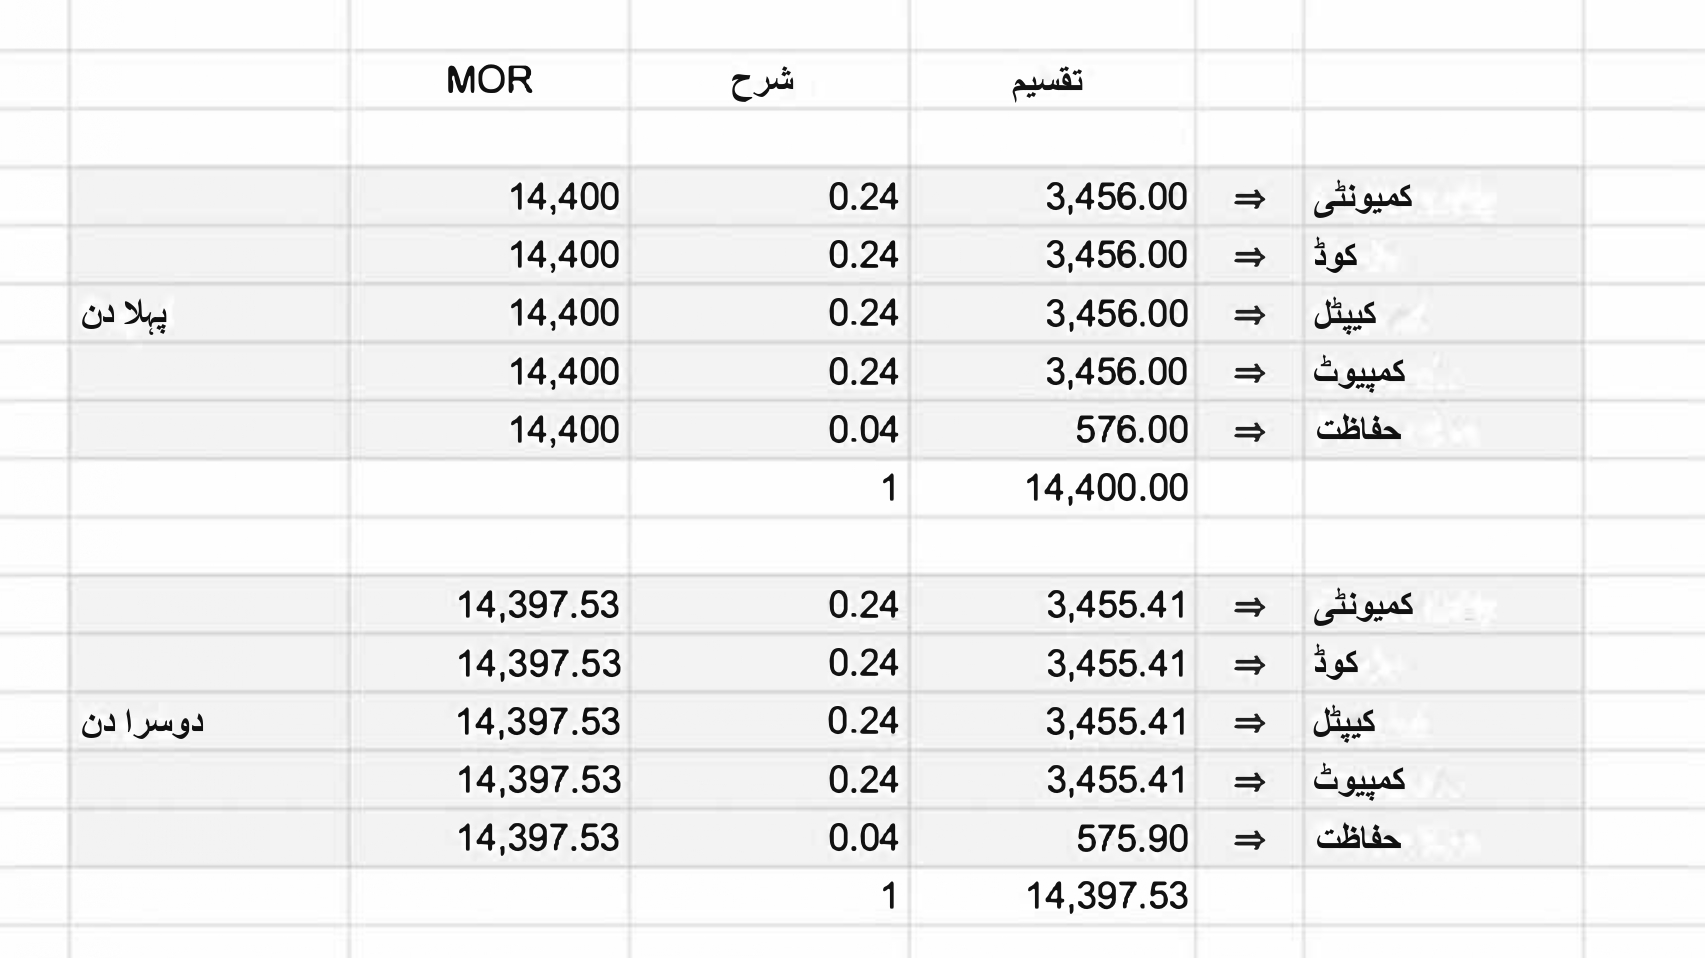 MOR شرح تقسیم
14,400 0.24 3,456.00 ⇒ کمیونٹی
14,400 0.24 3,456.00 ⇒ کوڈ
پہلا دن 14,400 0.24 3,456.00 ⇒ کیپٹل
14,400 0.24 3,456.00 ⇒ کمپیوٹ
14,400 0.04 576.00 ⇒ حفاظت
1 14,400.00
14,397.53 0.24 3,455.41 ⇒ کمیونٹی
14,397.53 0.24 3,455.41 ⇒ کوڈ
دوسرا دن 14,397.53 0.24 3,455.41 ⇒ کیپٹل
14,397.53 0.24 3,455.41 ⇒ کمپیوٹ
14,397.53 0.04 575.90 ⇒ حفاظت
1 14,397.53